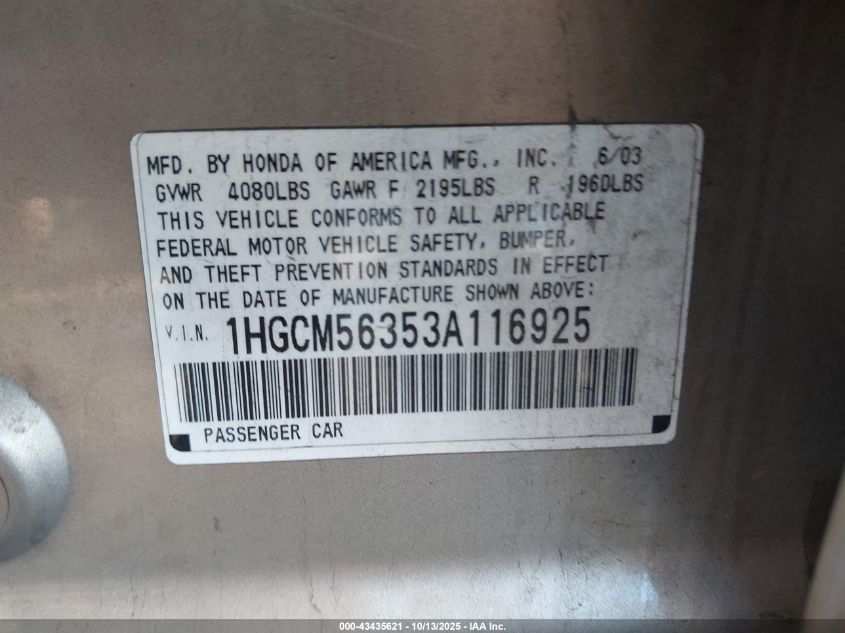 MFD. BY HONDA OF AMERICA MFG., INC. 6/03
GVWR 4080LBS GAWR F 2195LBS R 1960LBS
THIS VEHICLE CONFORMS TO ALL APPLICABLE
FEDERAL MOTOR VEHICLE SAFETY, BUMPER,
AND THEFT PREVENTION STANDARDS IN EFFECT
ON THE DATE OF MANUFACTURE SHOWN ABOVE:
V.I.N. 1HGCM56353A116925
PASSENGER CAR
000-43435621 - 10/13/2025 - IAA Inc.